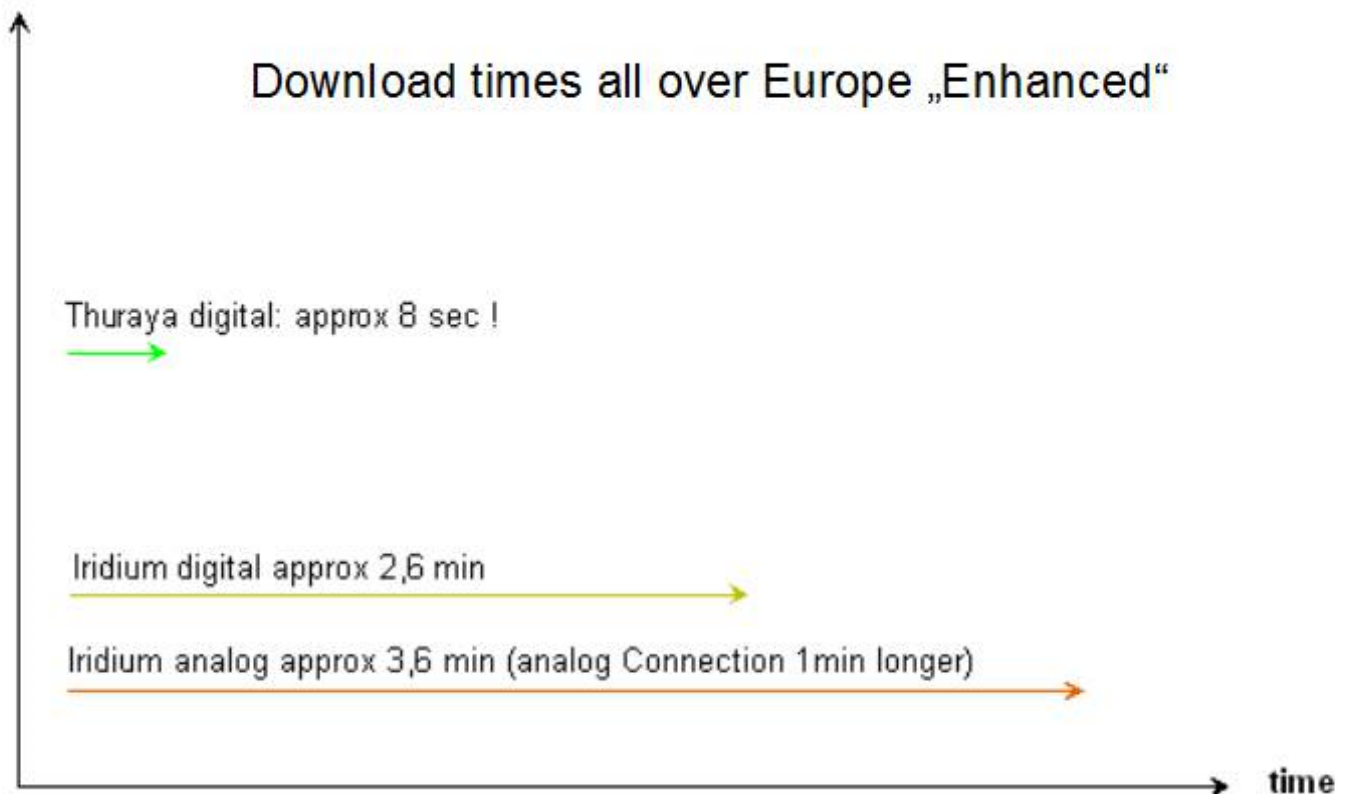 Download times all over Europe „Enhanced“
Thuraya digital: approx 8 sec !
Iridium digital approx 2,6 min
Iridium analog approx 3,6 min (analog Connection 1min longer)
time